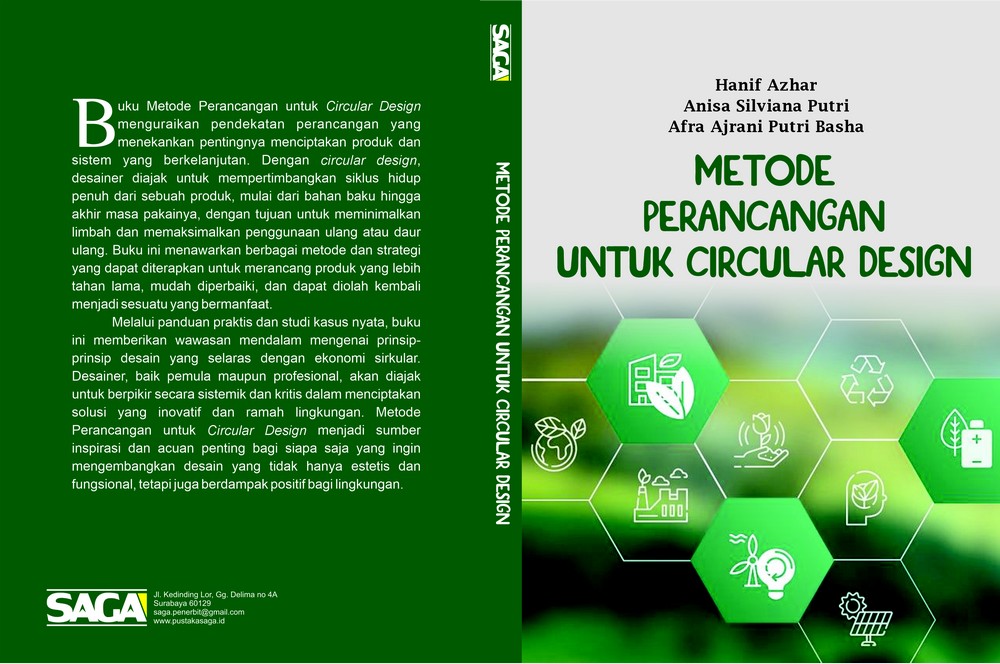 Buku Metode Perancangan untuk Circular Design
menguraikan pendekatan perancangan yang
menekankan pentingnya menciptakan produk dan
sistem yang berkelanjutan. Dengan circular design,
desainer diajak untuk mempertimbangkan siklus hidup
penuh dari sebuah produk, mulai dari bahan baku hingga
akhir masa pakainya, dengan tujuan untuk meminimalkan
limbah dan memaksimalkan penggunaan ulang atau daur
ulang. Buku ini menawarkan berbagai metode dan strategi
yang dapat diterapkan untuk merancang produk yang lebih
tahan lama, mudah diperbaiki, dan dapat diolah kembali
menjadi sesuatu yang bermanfaat.
Melalui panduan praktis dan studi kasus nyata, buku
ini memberikan wawasan mendalam mengenai prinsip-
prinsip desain yang selaras dengan ekonomi sirkular.
Desainer, baik pemula maupun profesional, akan diajak
untuk berpikir secara sistemik dan kritis dalam menciptakan
solusi yang inovatif dan ramah lingkungan. Metode
Perancangan untuk Circular Design menjadi sumber
inspirasi dan acuan penting bagi siapa saja yang ingin
mengembangkan desain yang tidak hanya estetis dan
fungsional, tetapi juga berdampak positif bagi lingkungan.
SAGA
Jl. Kedinding Lor, Gg. Delima no 4A
Surabaya 60129
saga.penerbit@gmail.com
www.pustakasaga.id
SAGA
METODE PERANCANGAN UNTUK CIRCULAR DESIGN
Hanif Azhar
Anisa Silviana Putri
Afra Ajrani Putri Basha
METODE
PERANCANGAN
UNTUK CIRCULAR DESIGN